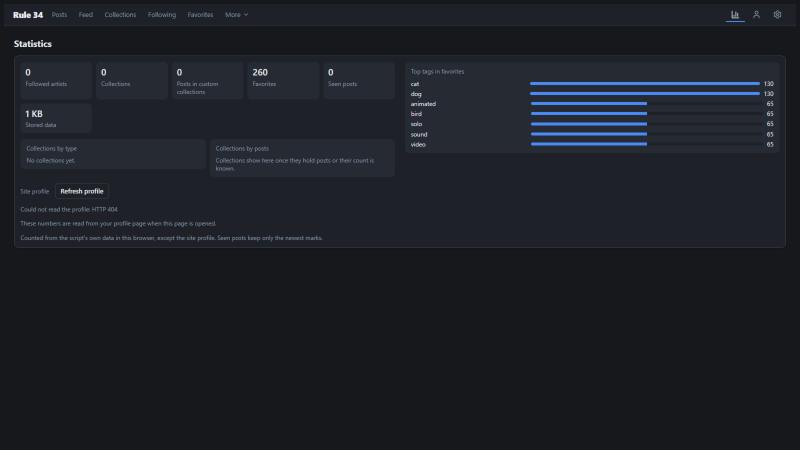 Rule 34 Posts Feed Collections Following Favorites More
Statistics
0
Followed artists
0
Collections
0
Posts in custom
collections
260
Favorites
0
Seen posts
1 KB
Stored data
Collections by type
No collections yet.
Collections by posts
Collections show here once they hold posts or their count is
known.
Top tags in favorites
cat 130
dog 130
animated 65
bird 65
solo 65
sound 65
video 65
Site profile Refresh profile
Could not read the profile: HTTP 404
These numbers are read from your profile page when this page is opened.
Counted from the script's own data in this browser, except the site profile. Seen posts keep only the newest marks.